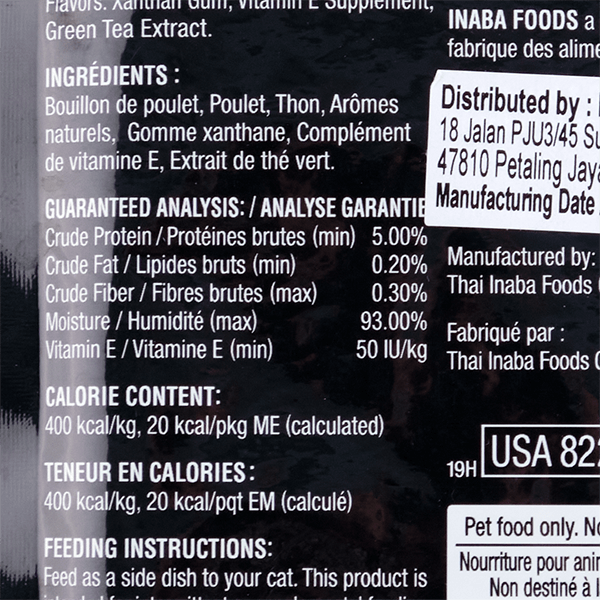 Flavors. Xanthan Gum, Vitamin E Supplement,
Green Tea Extract.
INGRÉDIENTS :
Bouillon de poulet, Poulet, Thon, Arômes
naturels, Gomme xanthane, Complément
de vitamine E, Extrait de thé vert.
GUARANTEED ANALYSIS: / ANALYSE GARANTIE
Crude Protein / Protéines brutes (min) 5.00%
Crude Fat / Lipides bruts (min) 0.20%
Crude Fiber / Fibres brutes (max) 0.30%
Moisture / Humidité (max) 93.00%
Vitamin E / Vitamine E (min) 50 IU/kg
CALORIE CONTENT:
400 kcal/kg, 20 kcal/pkg ME (calculated)
TENEUR EN CALORIES :
400 kcal/kg, 20 kcal/pqt EM (calculé)
FEEDING INSTRUCTIONS:
Feed as a side dish to your cat. This product is
INABA FOODS a
fabrique des alime
Distributed by :
18 Jalan PJU3/45 Su
47810 Petaling Jaya
Manufacturing Date
Manufactured by:
Thai Inaba Foods
Fabriqué par :
Thai Inaba Foods
19H USA 822
Pet food only. No
Nourriture pour anim
Non destiné à l